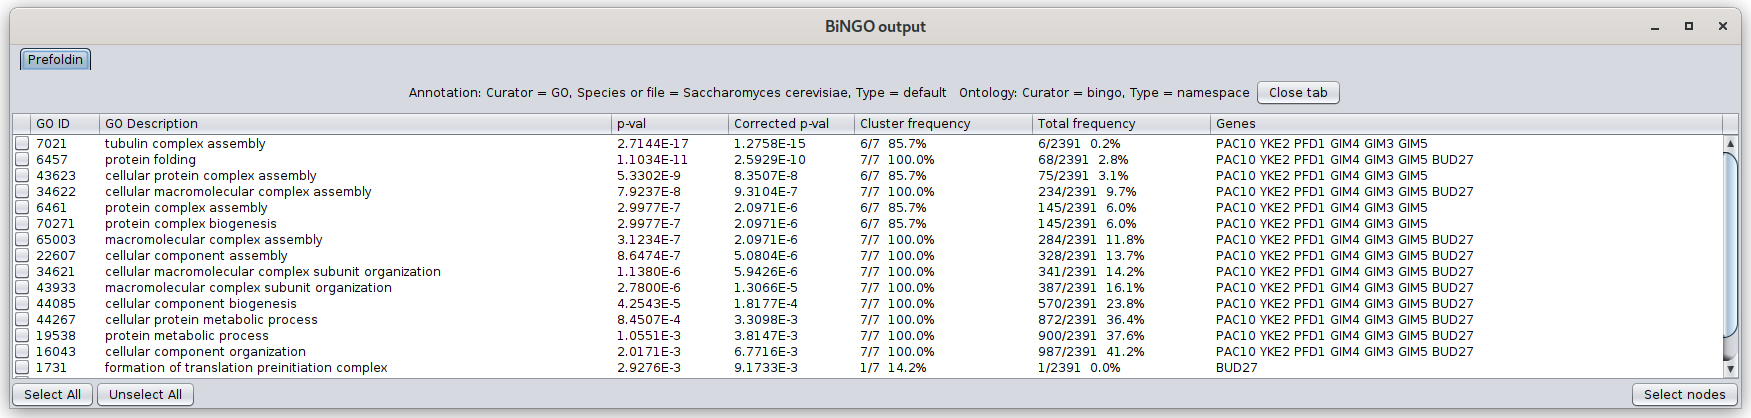 BiNGO output
Prefoldin
Annotation: Curator = GO, Species or file = Saccharomyces cerevisiae, Type = default Ontology: Curator = bingo, Type = namespace Close tab
GO ID GO Description p-val Corrected p-val Cluster frequency Total frequency Genes
7021 tubulin complex assembly 2.7144E-17 1.2758E-15 6/7 85.7% 6/2391 0.2% PAC10 YKE2 PFD1 GIM4 GIM3 GIM5
6457 protein folding 1.1034E-11 2.5929E-10 7/7 100.0% 68/2391 2.8% PAC10 YKE2 PFD1 GIM4 GIM3 GIM5 BUD27
43623 cellular protein complex assembly 5.3302E-9 8.3507E-8 6/7 85.7% 75/2391 3.1% PAC10 YKE2 PFD1 GIM4 GIM3 GIM5
34622 cellular macromolecular complex assembly 7.9237E-8 9.3104E-7 7/7 100.0% 234/2391 9.7% PAC10 YKE2 PFD1 GIM4 GIM3 GIM5 BUD27
6461 protein complex assembly 2.9977E-7 2.0971E-6 6/7 85.7% 145/2391 6.0% PAC10 YKE2 PFD1 GIM4 GIM3 GIM5
70271 protein complex biogenesis 2.9977E-7 2.0971E-6 6/7 85.7% 145/2391 6.0% PAC10 YKE2 PFD1 GIM4 GIM3 GIM5
65003 macromolecular complex assembly 3.1234E-7 2.0971E-6 7/7 100.0% 284/2391 11.8% PAC10 YKE2 PFD1 GIM4 GIM3 GIM5 BUD27
22607 cellular component assembly 8.6474E-7 5.0804E-6 7/7 100.0% 328/2391 13.7% PAC10 YKE2 PFD1 GIM4 GIM3 GIM5 BUD27
34621 cellular macromolecular complex subunit organization 1.1380E-6 5.9426E-6 7/7 100.0% 341/2391 14.2% PAC10 YKE2 PFD1 GIM4 GIM3 GIM5 BUD27
43933 macromolecular complex subunit organization 2.7800E-6 1.3066E-5 7/7 100.0% 387/2391 16.1% PAC10 YKE2 PFD1 GIM4 GIM3 GIM5 BUD27
44085 cellular component biogenesis 4.2543E-5 1.8177E-4 7/7 100.0% 570/2391 23.8% PAC10 YKE2 PFD1 GIM4 GIM3 GIM5 BUD27
44267 cellular protein metabolic process 8.4507E-4 3.3098E-3 7/7 100.0% 872/2391 36.4% PAC10 YKE2 PFD1 GIM4 GIM3 GIM5 BUD27
19538 protein metabolic process 1.0551E-3 3.8147E-3 7/7 100.0% 900/2391 37.6% PAC10 YKE2 PFD1 GIM4 GIM3 GIM5 BUD27
16043 cellular component organization 2.0171E-3 6.7716E-3 7/7 100.0% 987/2391 41.2% PAC10 YKE2 PFD1 GIM4 GIM3 GIM5 BUD27
1731 formation of translation preinitiation complex 2.9276E-3 9.1733E-3 1/7 14.2% 1/2391 0.0% BUD27
Select All Unselect All Select nodes